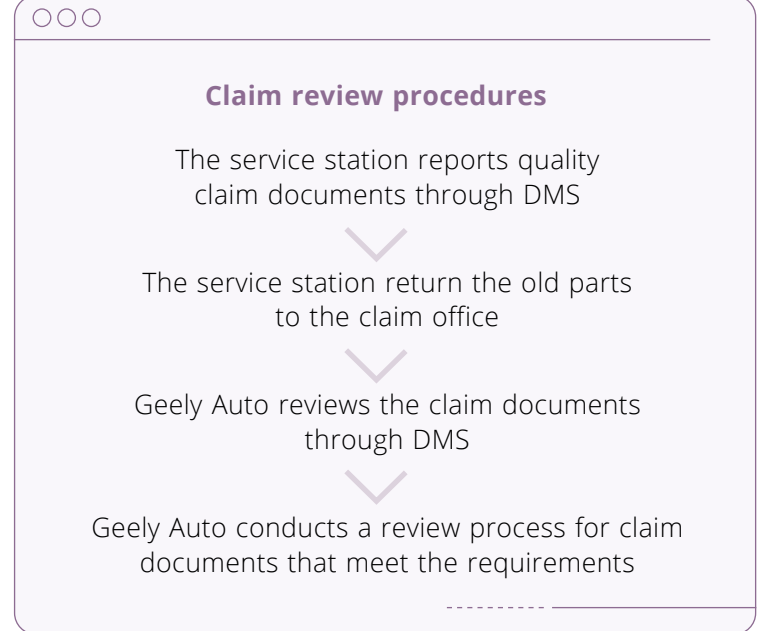 Claim review procedures
The service station reports quality
claim documents through DMS
The service station return the old parts
to the claim office
Geely Auto reviews the claim documents
through DMS
Geely Auto conducts a review process for claim
documents that meet the requirements